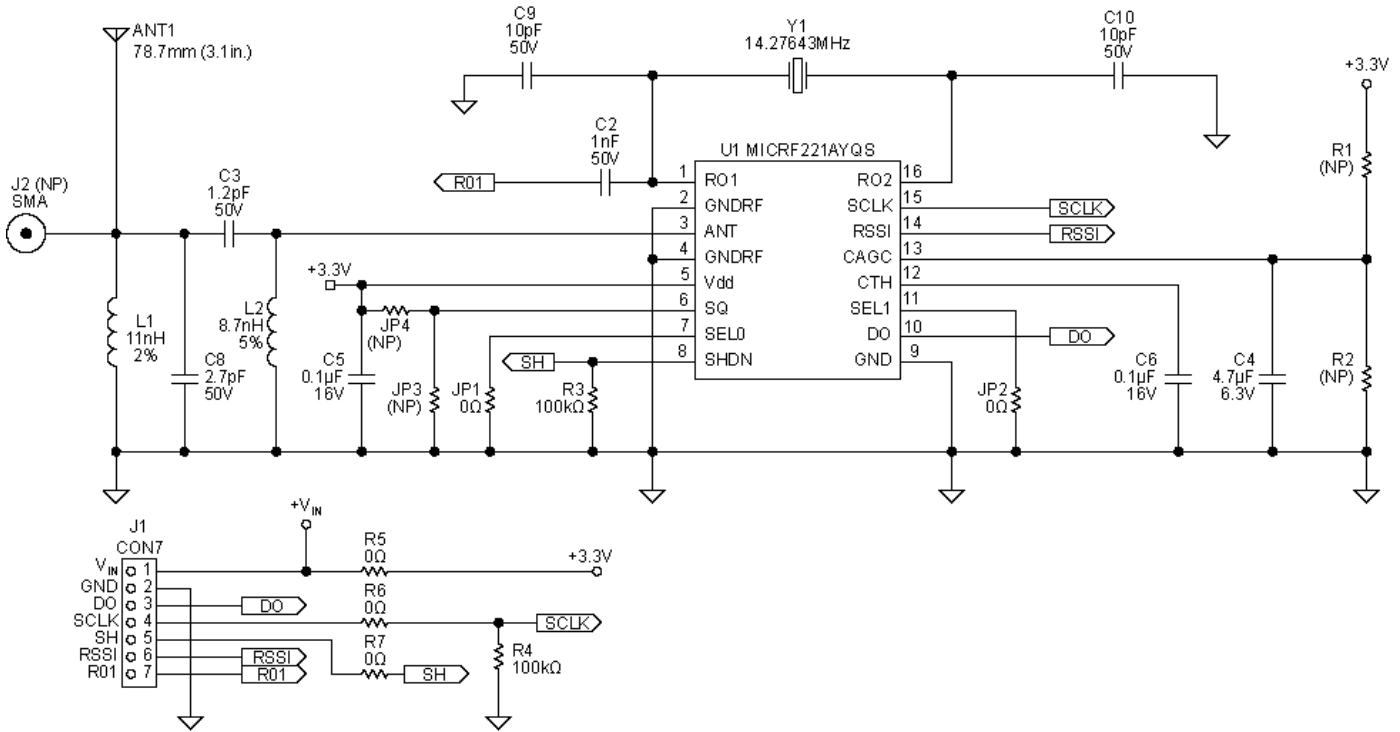 ANT1
78.7mm (3.1in.)
C9
10pF
50V
Y1
14.27643MHz
C10
10pF
50V
+3.3V
J2 (NP)
SMA
C3
1.2pF
50V
C2
1nF
50V
R01
U1 MICRF221AYQS
1 RO1
2 GNDRF
3 ANT
4 GNDRF
5 Vdd
6 SQ
7 SEL0
8 SHDN
RO2 16
SCLK 15
RSSI 14
CAGC 13
CTH 12
SEL1 11
DO 10
GND 9
SCLK
RSSI
DO
R1
(NP)
R2
(NP)
+3.3V
L1
11nH
2%
C8
2.7pF
50V
L2
8.7nH
5%
C5
0.1µF
16V
JP4
(NP)
JP3
(NP)
JP1
0Ω
SH
R3
100kΩ
JP2
0Ω
C6
0.1µF
16V
C4
4.7µF
6.3V
J1
CON7
VIN 1
GND 2
DO 3
SCLK 4
SH 5
RSSI 6
R01 7
+VIN
R5
0Ω
+3.3V
DO
R6
0Ω
SCLK
R7
0Ω
SH
R4
100kΩ
RSSI
R01